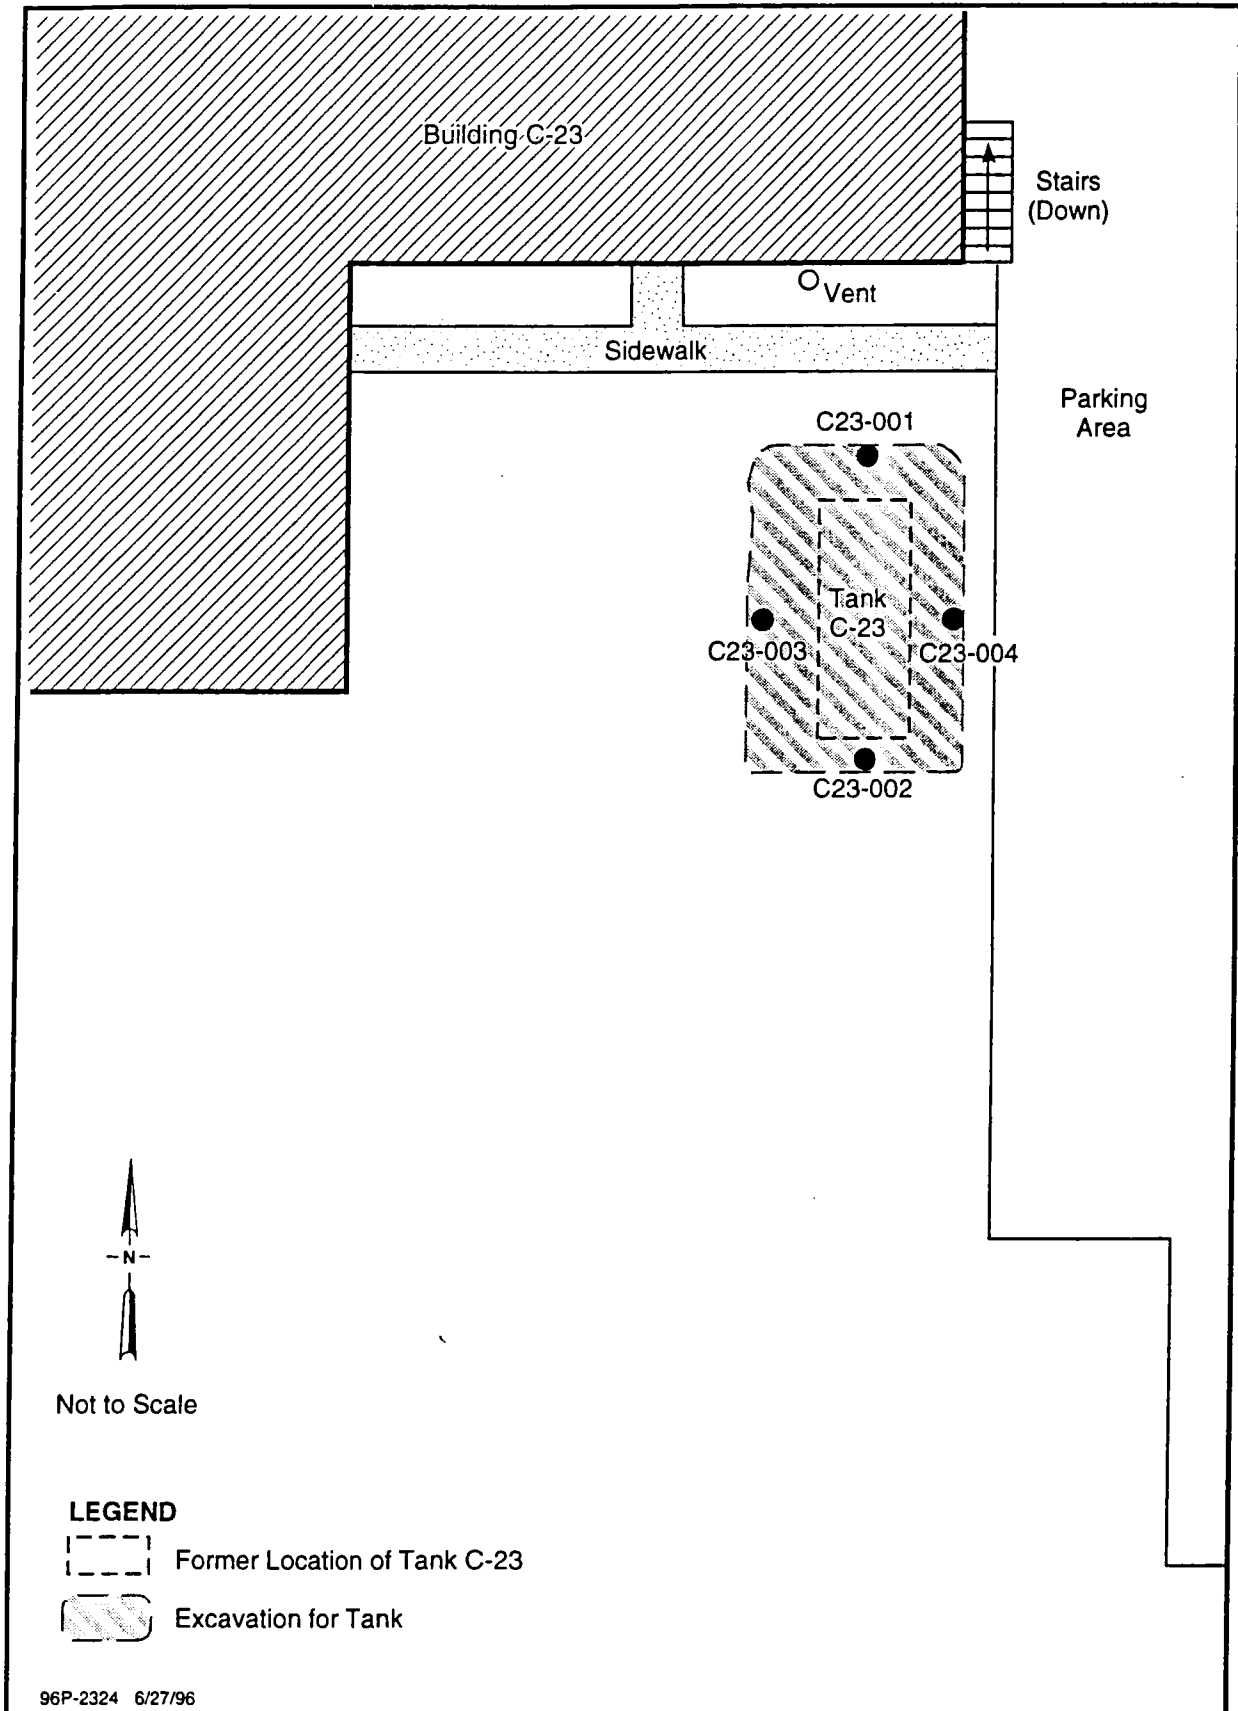 Building C-23
Stairs
(Down)
Vent
Sidewalk
Parking
Area
C23-001
Tank
C-23
C23-003
C23-004
C23-002
-N-
Not to Scale
LEGEND
Former Location of Tank C-23
Excavation for Tank
96P-2324 6/27/96